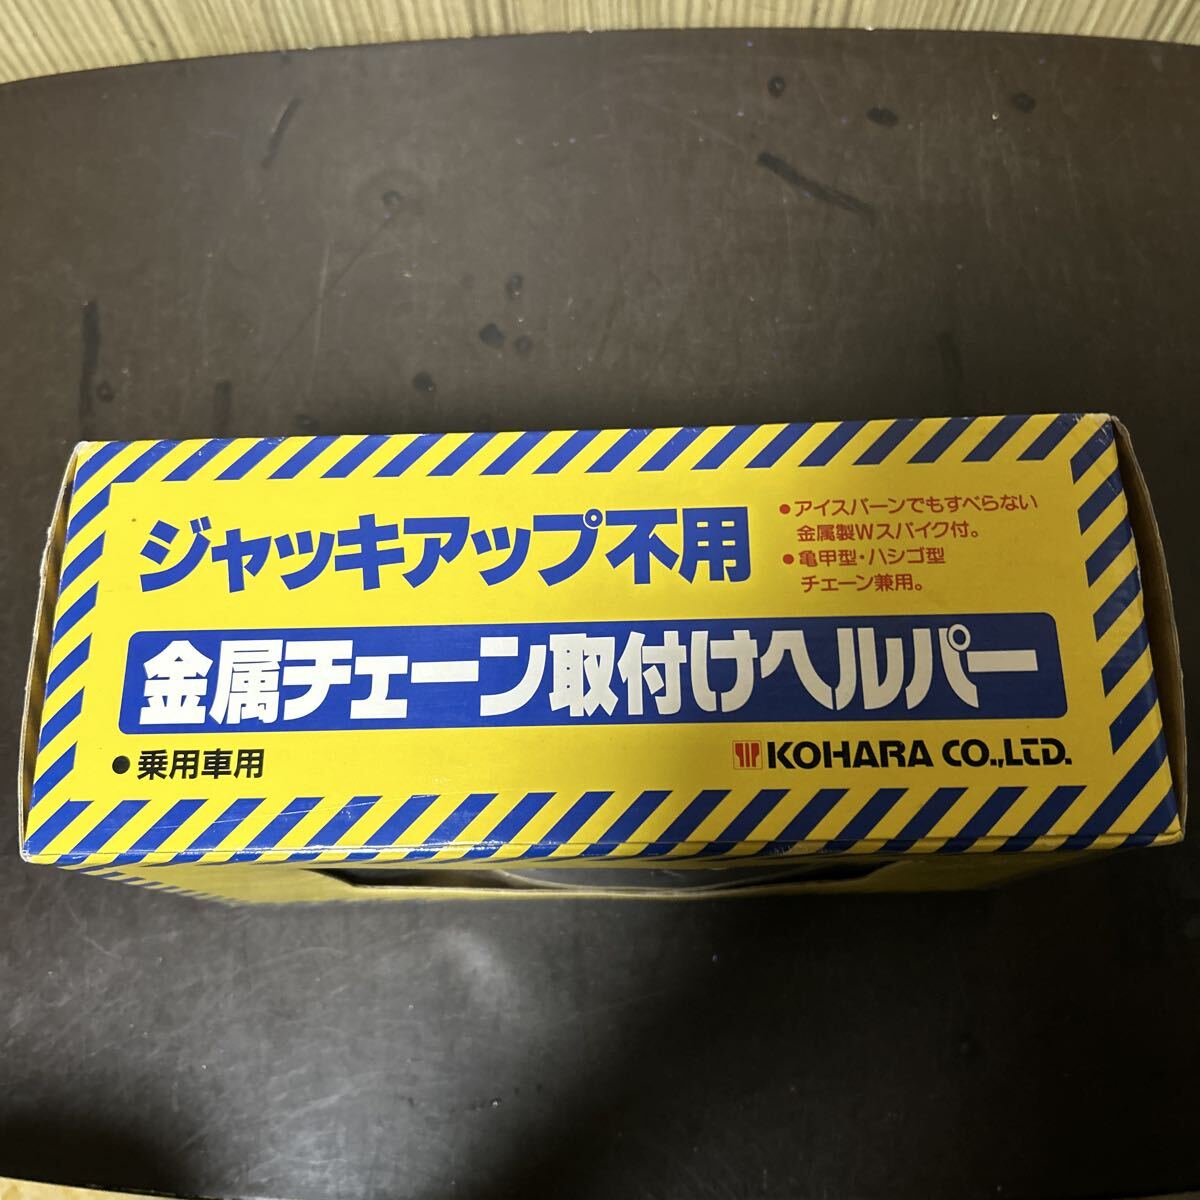 ジャッキアップ不用
●アイスバーンでもすべらない
金属製Wスパイク付。
●亀甲型・ハシゴ型
チェーン兼用。
金属チェーン取付けヘルパー
●乗用車用
KOHARA CO.,LTD.